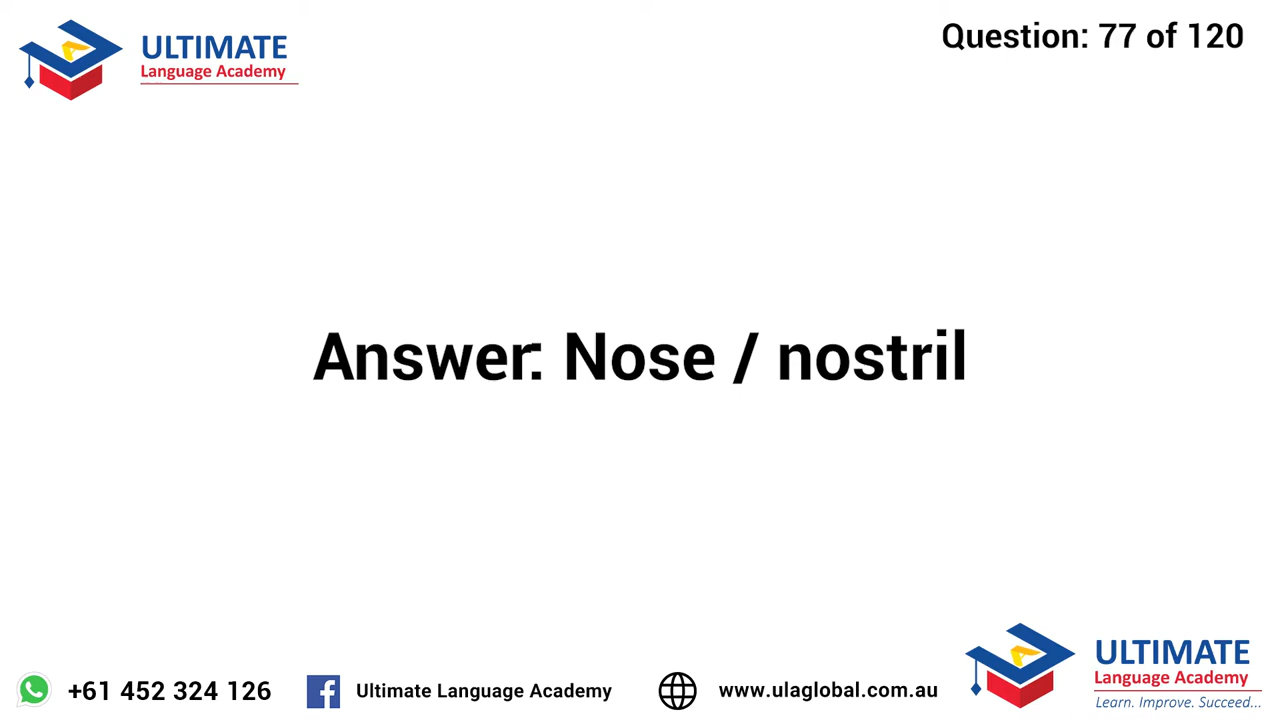 ULTIMATE
Language Academy
Question: 77 of 120
Answer: Nose / nostril
+61 452 324 126
Ultimate Language Academy
www.ulaglobal.com.au
ULTIMATE
Language Academy
Learn. Improve. Succeed...